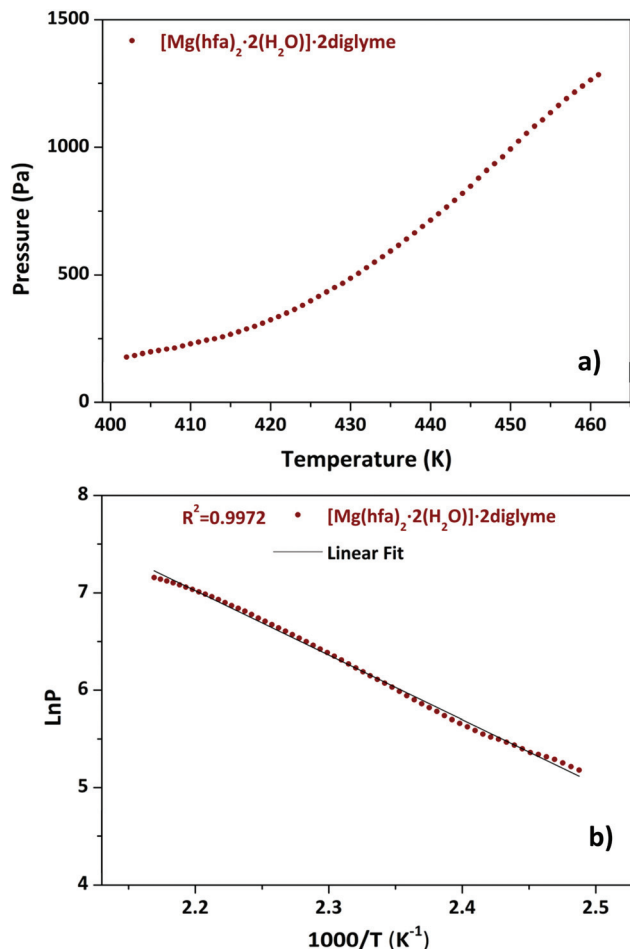 1500
[Mg(hfa)₂·2(H₂O)]·2diglyme
1000
Pressure (Pa)
500
a)
0
400 410 420 430 440 450 460
Temperature (K)
8
R²=0.9972 [Mg(hfa)₂·2(H₂O)]·2diglyme
Linear Fit
7
LnP
6
5
b)
4
2.2 2.3 2.4 2.5
1000/T (K⁻¹)